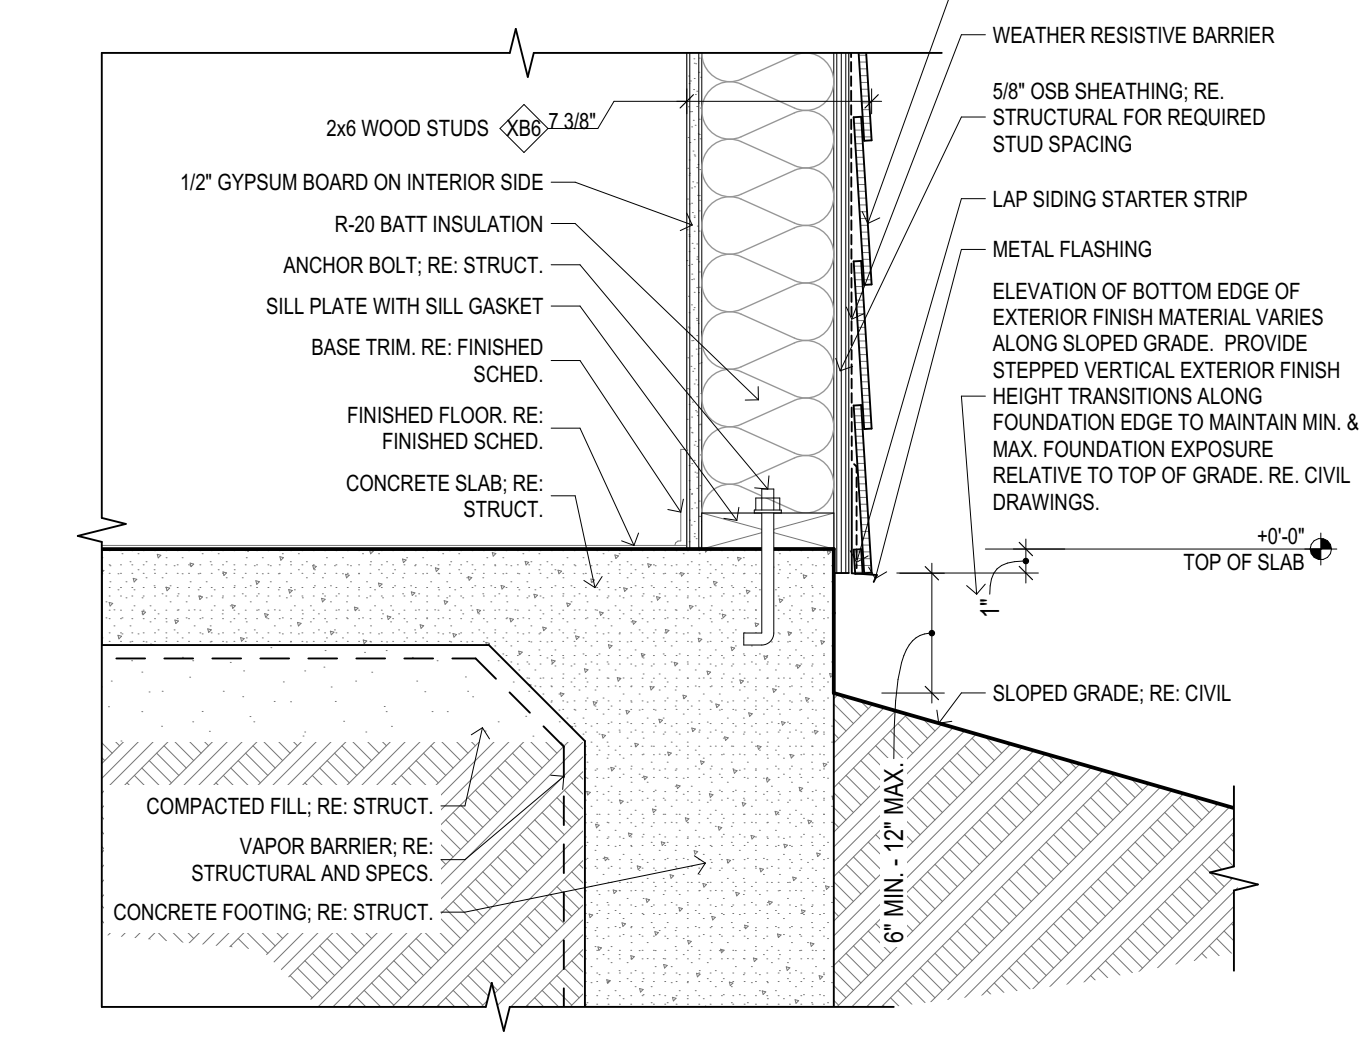 2x6 WOOD STUDS XB6 7 3/8"
1/2" GYPSUM BOARD ON INTERIOR SIDE
R-20 BATT INSULATION
ANCHOR BOLT; RE: STRUCT.
SILL PLATE WITH SILL GASKET
BASE TRIM. RE: FINISHED
SCHED.
FINISHED FLOOR. RE:
FINISHED SCHED.
CONCRETE SLAB; RE:
STRUCT.
COMPACTED FILL; RE: STRUCT.
VAPOR BARRIER; RE:
STRUCTURAL AND SPECS.
CONCRETE FOOTING; RE: STRUCT.
WEATHER RESISTIVE BARRIER
5/8" OSB SHEATHING; RE.
STRUCTURAL FOR REQUIRED
STUD SPACING
LAP SIDING STARTER STRIP
METAL FLASHING
ELEVATION OF BOTTOM EDGE OF
EXTERIOR FINISH MATERIAL VARIES
ALONG SLOPED GRADE.  PROVIDE
STEPPED VERTICAL EXTERIOR FINISH
HEIGHT TRANSITIONS ALONG
FOUNDATION EDGE TO MAINTAIN MIN. &
MAX. FOUNDATION EXPOSURE
RELATIVE TO TOP OF GRADE. RE. CIVIL
DRAWINGS.
+0'-0"
TOP OF SLAB
1"
SLOPED GRADE; RE: CIVIL
6" MIN. - 12" MAX.